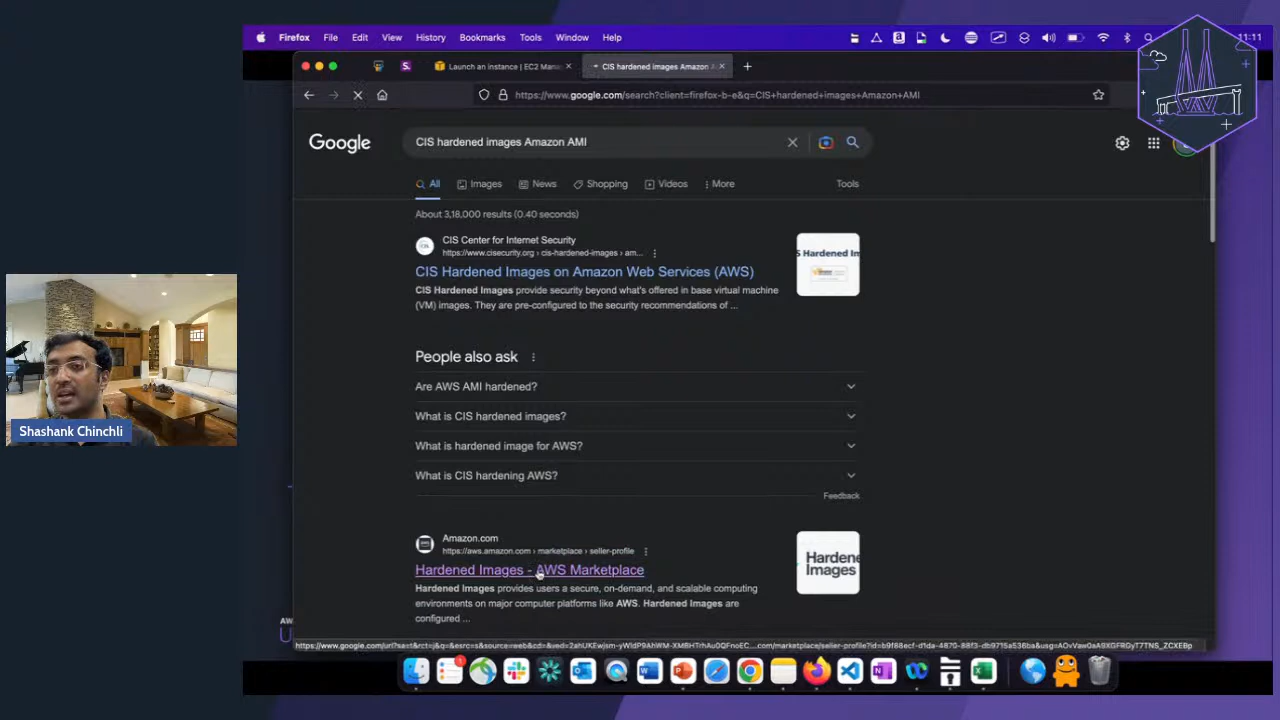 Firefox File Edit View History Bookmarks Tools Window Help
11:11
Launch an instance | EC2 Mana
CIS hardened images Amazon A
https://www.google.com/search?client=firefox-b-e&q=CIS+hardened+images+Amazon+AMI
Google
CIS hardened images Amazon AMI
All Images News Shopping Videos More Tools
About 3,18,000 results (0.40 seconds)
CIS Center for Internet Security
https://www.cisecurity.org › cis-hardened-images › am...
CIS Hardened Images on Amazon Web Services (AWS)
CIS Hardened Images provide security beyond what's offered in base virtual machine
(VM) images. They are pre-configured to the security recommendations of ...
S Hardened Im
People also ask
Are AWS AMI hardened?
What is CIS hardened images?
What is hardened image for AWS?
What is CIS hardening AWS?
Feedback
Shashank Chinchli
Amazon.com
https://aws.amazon.com › marketplace › seller-profile
Hardened Images - AWS Marketplace
Hardened Images provides users a secure, on-demand, and scalable computing
environments on major computer platforms like AWS. Hardened Images are
configured ...
Hardene
Images
AW
U